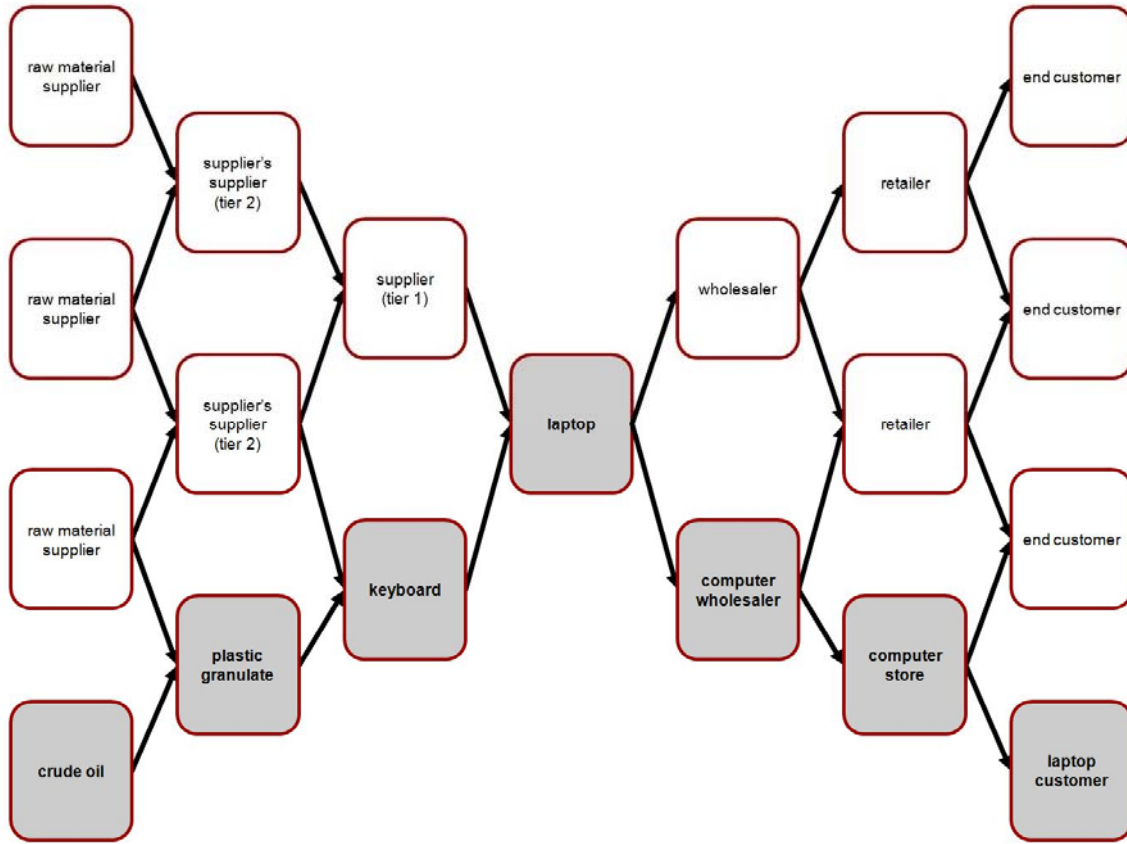 raw material
supplier
raw material
supplier
raw material
supplier
crude oil
supplier's
supplier
(tier 2)
supplier's
supplier
(tier 2)
plastic
granulate
supplier
(tier 1)
keyboard
laptop
wholesaler
computer
wholesaler
retailer
retailer
computer
store
end customer
end customer
end customer
laptop
customer